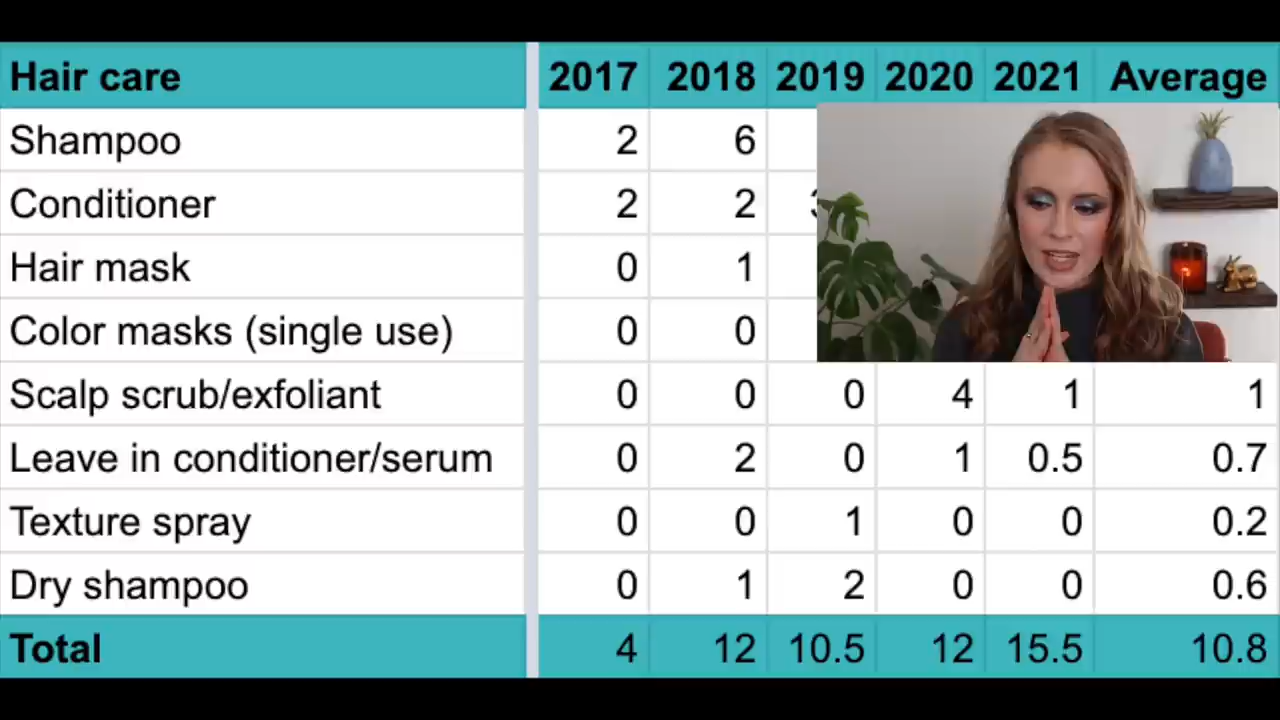 Hair care 2017 2018 2019 2020 2021 Average
Shampoo 2 6
Conditioner 2 2
Hair mask 0 1
Color masks (single use) 0 0
Scalp scrub/exfoliant 0 0 0 4 1 1
Leave in conditioner/serum 0 2 0 1 0.5 0.7
Texture spray 0 0 1 0 0 0.2
Dry shampoo 0 1 2 0 0 0.6
Total 4 12 10.5 12 15.5 10.8